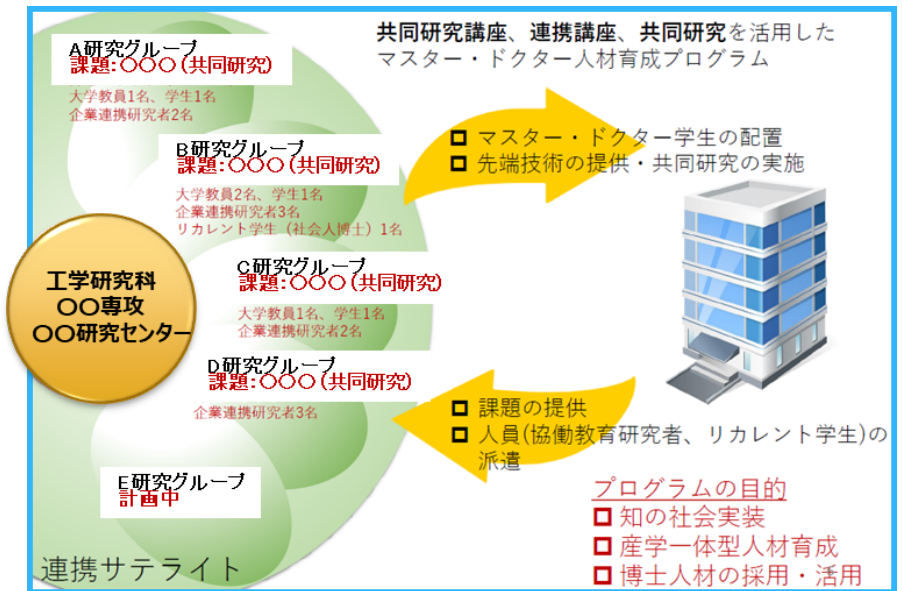 共同研究講座、連携講座、共同研究を活用した
マスター・ドクター人材育成プログラム
A研究グループ
課題:〇〇〇(共同研究)
大学教員1名、学生1名
企業連携研究者2名
B研究グループ
課題:〇〇〇(共同研究)
大学教員2名、学生1名
企業連携研究者3名
リカレント学生（社会人博士）1名
C研究グループ
課題:〇〇〇(共同研究)
大学教員1名、学生1名
企業連携研究者2名
D研究グループ
課題:〇〇〇(共同研究)
企業連携研究者3名
E研究グループ
計画中
工学研究科
〇〇専攻
〇〇研究センター
連携サテライト
マスター・ドクター学生の配置
先端技術の提供・共同研究の実施
課題の提供
人員(協働教育研究者、リカレント学生)の
派遣
プログラムの目的
知の社会実装
産学一体型人材育成
博士人材の採用・活用